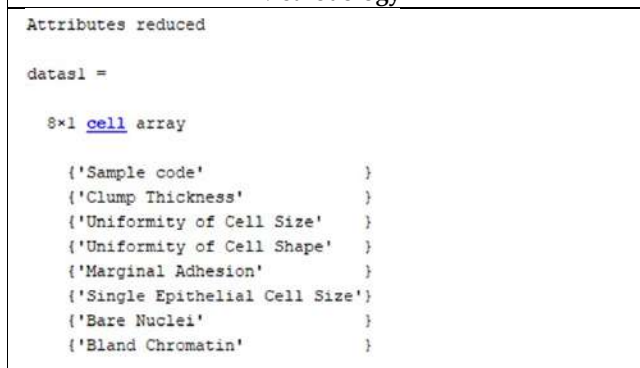 Attributes reduced
datas1 =
8×1 cell array
{'Sample code' }
{'Clump Thickness' }
{'Uniformity of Cell Size' }
{'Uniformity of Cell Shape' }
{'Marginal Adhesion' }
{'Single Epithelial Cell Size'}
{'Bare Nuclei' }
{'Bland Chromatin' }